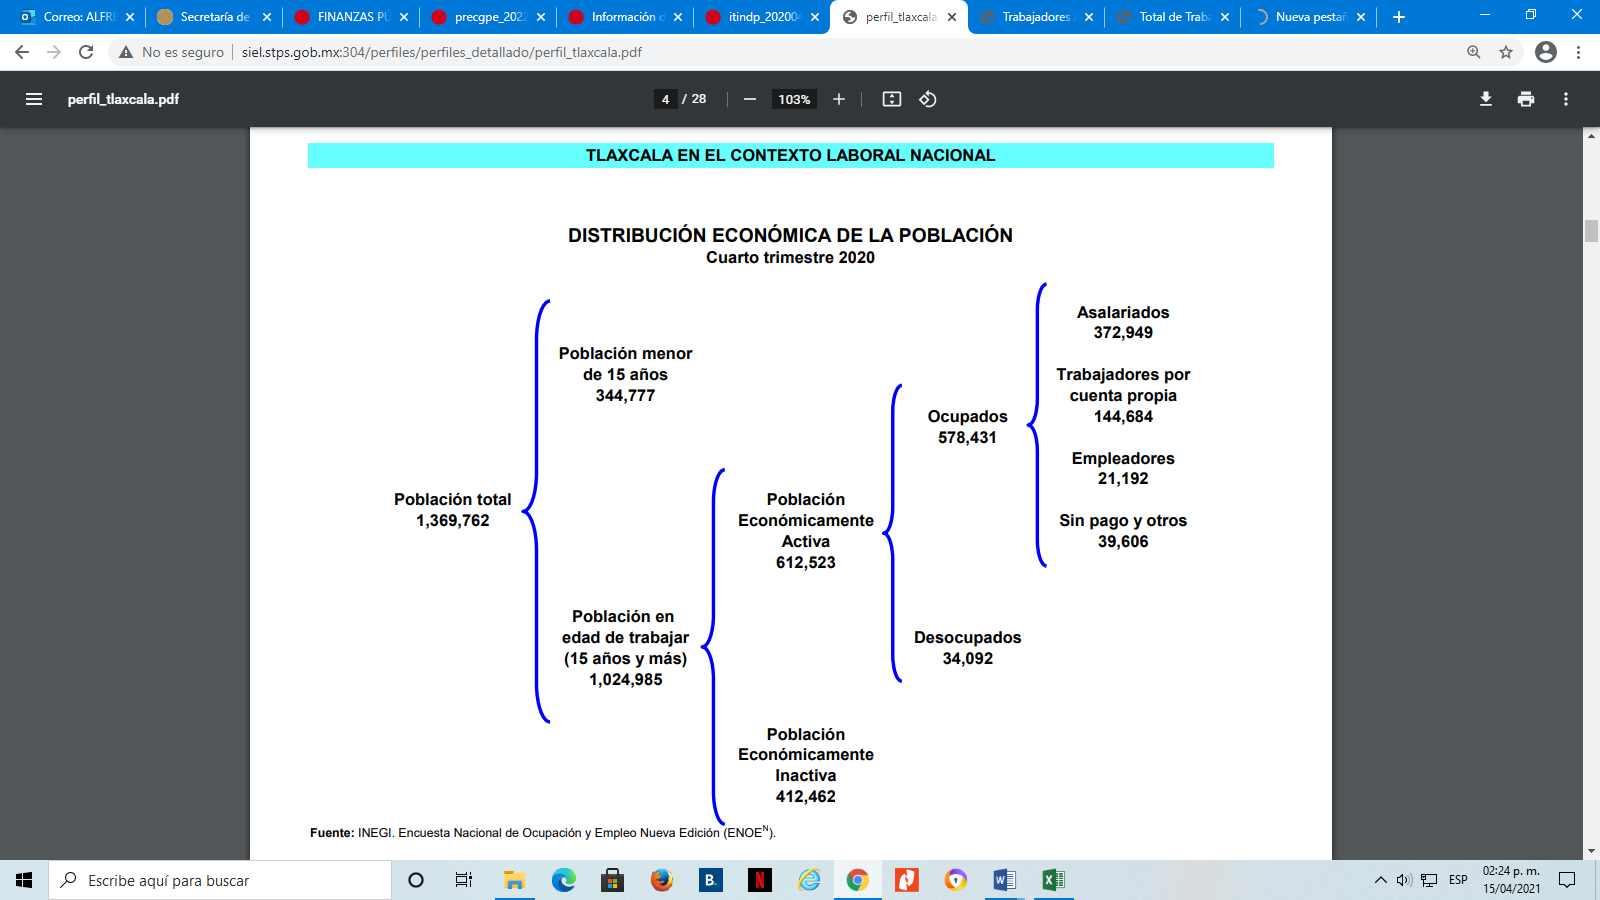 Correo: ALFRE
Secretaría de
FINANZAS PÚ
precgpe_2022
Información d
itindp_202004
perfil_tlaxcala
Trabajadores
Total de Traba
Nueva pestañ
No es seguro
siel.stps.gob.mx:304/perfiles/perfiles_detallado/perfil_tlaxcala.pdf
perfil_tlaxcala.pdf
4 / 28
103%
TLAXCALA EN EL CONTEXTO LABORAL NACIONAL
DISTRIBUCIÓN ECONÓMICA DE LA POBLACIÓN
Cuarto trimestre 2020
Población total
1,369,762
Población menor
de 15 años
344,777
Población en
edad de trabajar
(15 años y más)
1,024,985
Población
Económicamente
Activa
612,523
Población
Económicamente
Inactiva
412,462
Ocupados
578,431
Desocupados
34,092
Asalariados
372,949
Trabajadores por
cuenta propia
144,684
Empleadores
21,192
Sin pago y otros
39,606
Fuente: INEGI. Encuesta Nacional de Ocupación y Empleo Nueva Edición (ENOEN).
Escribe aquí para buscar
ESP
02:24 p. m.
15/04/2021